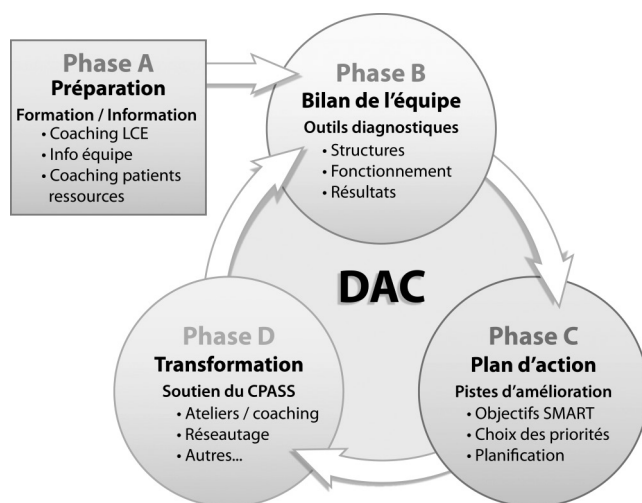 Phase A
Préparation
Formation / Information
• Coaching LCE
• Info équipe
• Coaching patients
ressources
Phase B
Bilan de l'équipe
Outils diagnostiques
• Structures
• Fonctionnement
• Résultats
DAC
Phase C
Plan d'action
Pistes d'amélioration
• Objectifs SMART
• Choix des priorités
• Planification
Phase D
Transformation
Soutien du CPASS
• Ateliers / coaching
• Réseautage
• Autres...